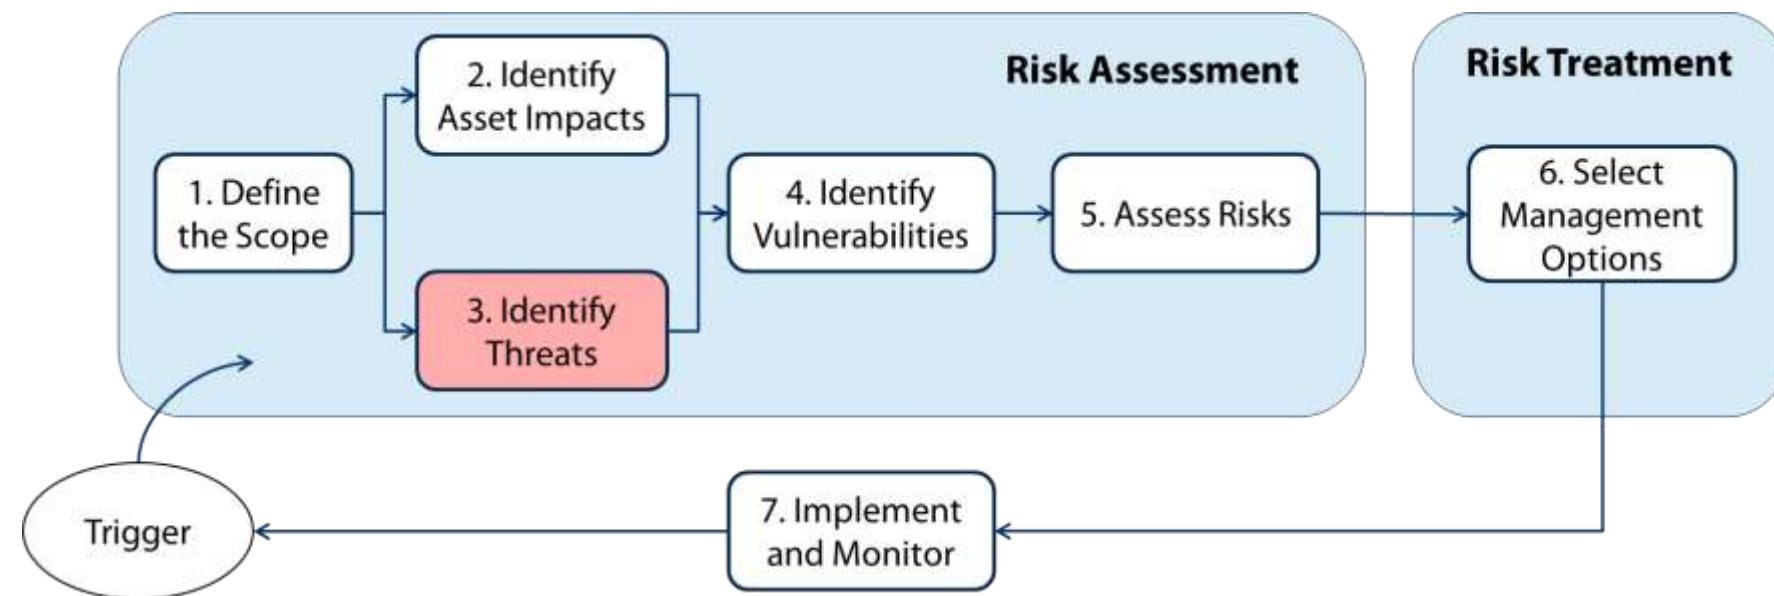 Risk Assessment
Risk Treatment
1. Define
the Scope
2. Identify
Asset Impacts
3. Identify
Threats
4. Identify
Vulnerabilities
5. Assess Risks
6. Select
Management
Options
7. Implement
and Monitor
Trigger